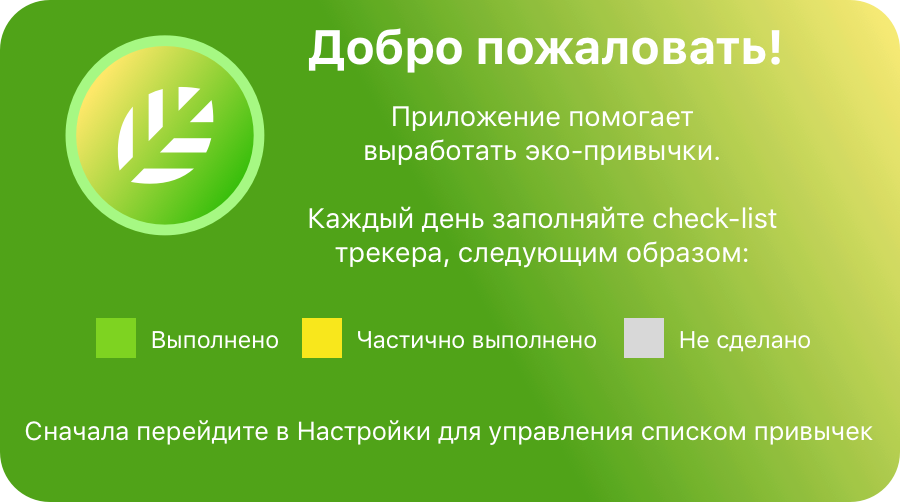 Добро пожаловать!
Приложение помогает
выработать эко-привычки.
Каждый день заполняйте check-list
трекера, следующим образом:
Выполнено
Частично выполнено
Не сделано
Сначала перейдите в Настройки для управления списком привычек